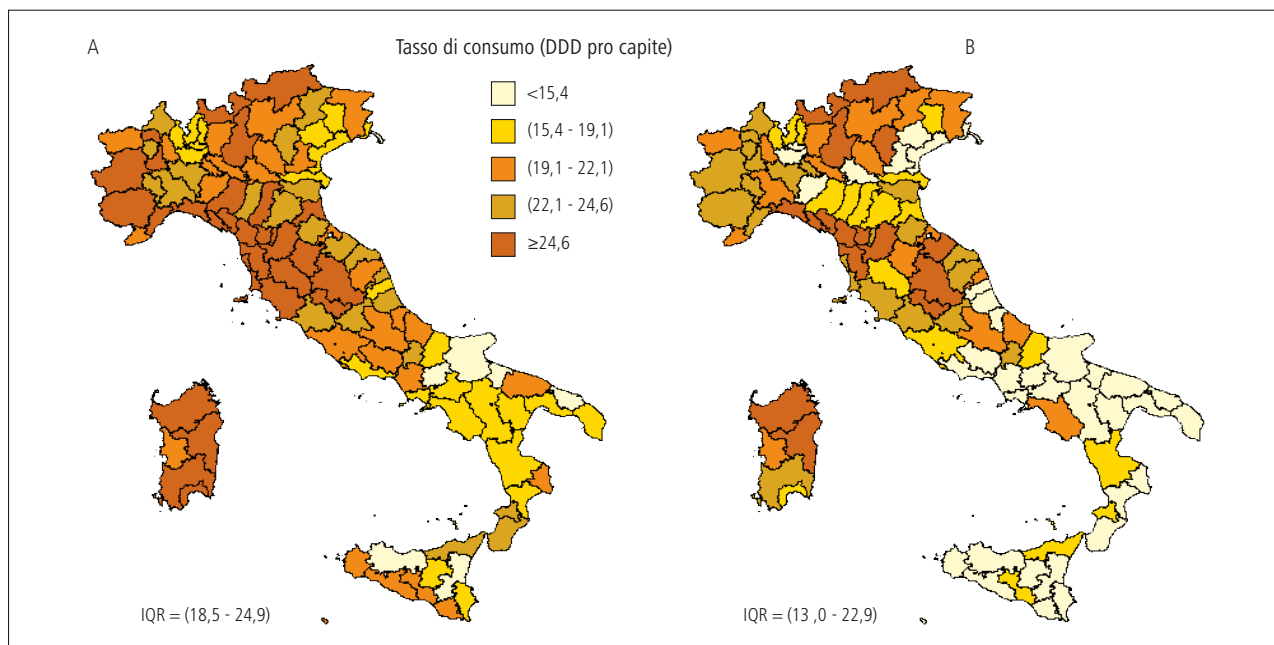 A
Tasso di consumo (DDD pro capite)
B
<15,4
(15,4 - 19,1)
(19,1 - 22,1)
(22,1 - 24,6)
≥24,6
IQR = (18,5 - 24,9)
IQR = (13 ,0 - 22,9)